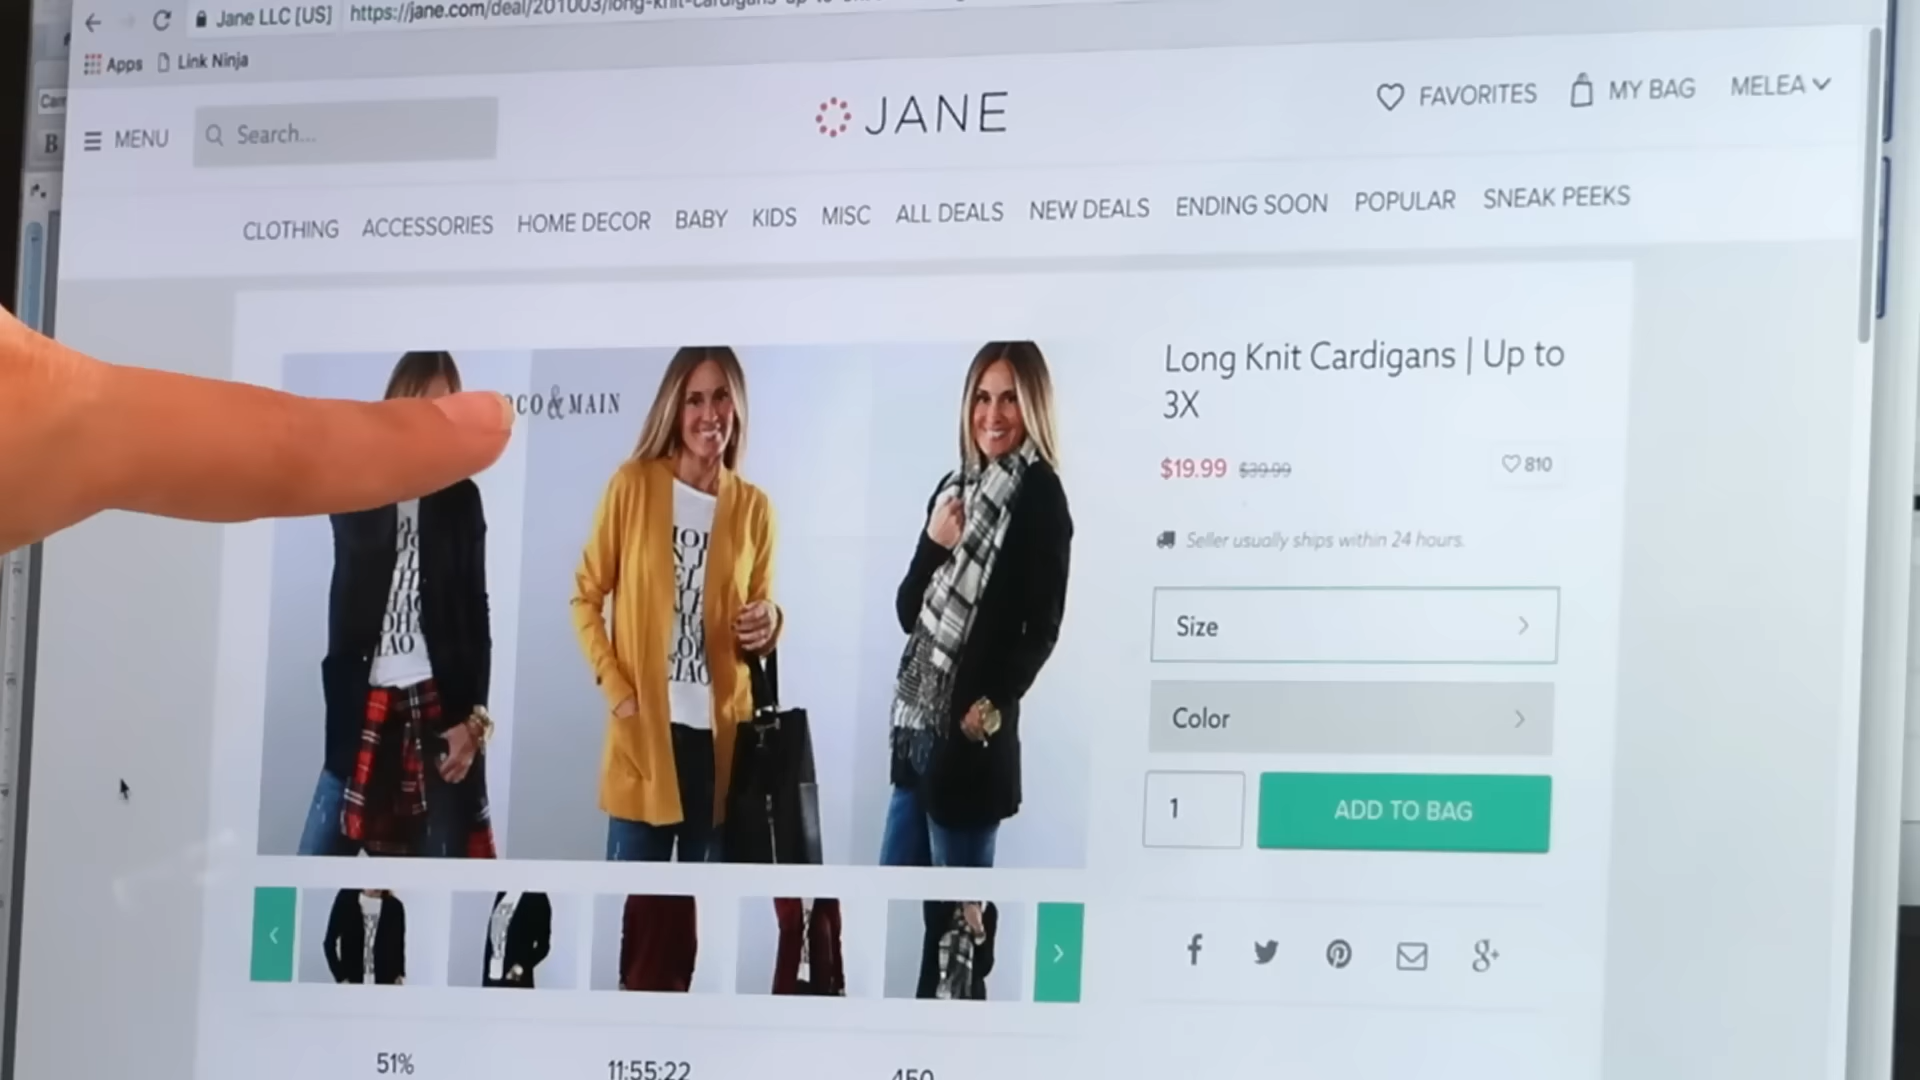 Jane LLC [US] https://jane.com/deal/201003/long-knit-cardigans-up-to
Apps Link Ninja
B
MENU Search... JANE FAVORITES MY BAG MELEA
CLOTHING ACCESSORIES HOME DECOR BABY KIDS MISC ALL DEALS NEW DEALS ENDING SOON POPULAR SNEAK PEEKS
OCO & MAIN
Long Knit Cardigans | Up to
3X
$19.99 $39.99 810
Seller usually ships within 24 hours.
Size
Color
1 ADD TO BAG
51% 11:55:22 450